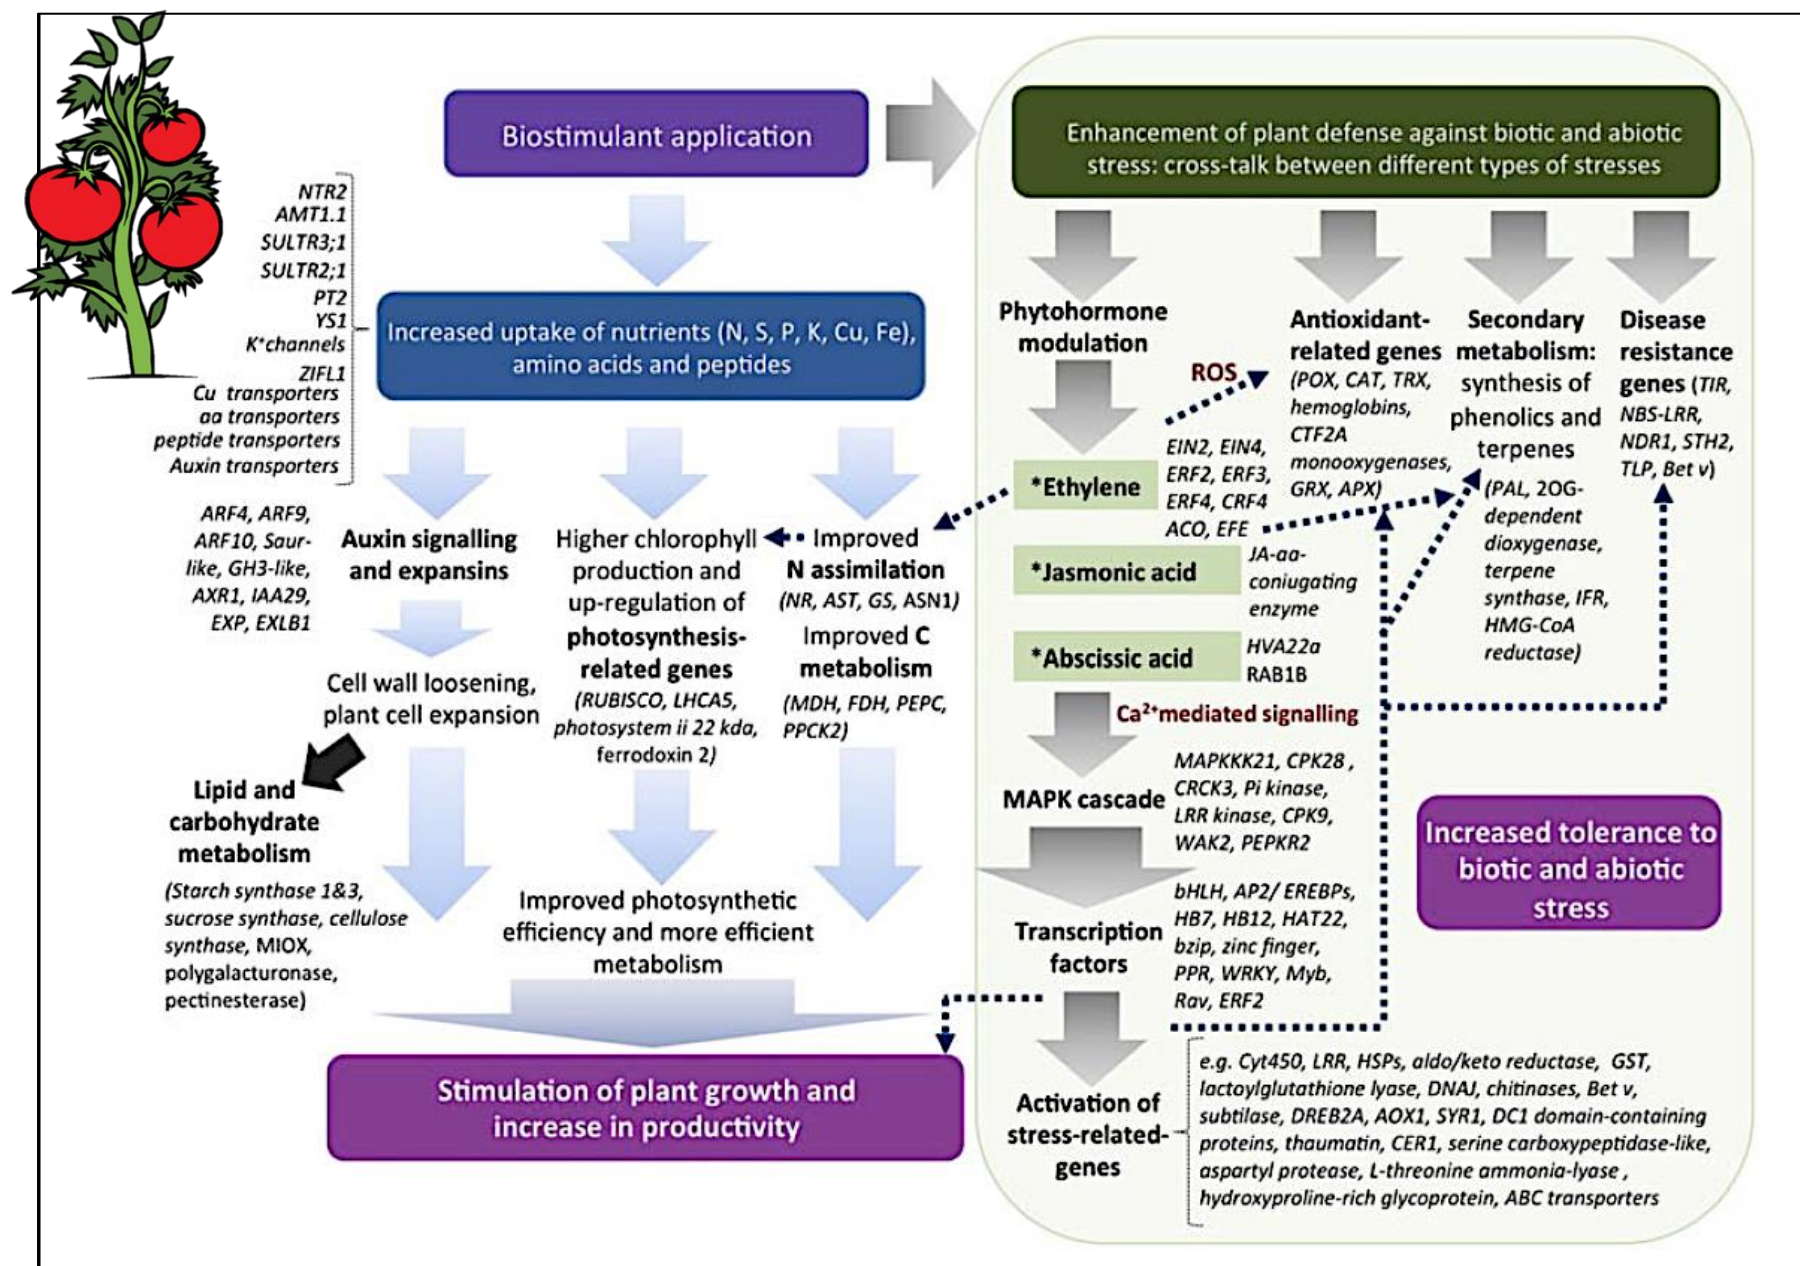 Biostimulant application
NTR2
AMT1.1
SULTR3;1
SULTR2;1
PT2
YS1
K⁺channels
ZIFL1
Cu transporters
aa transporters
peptide transporters
Auxin transporters
Increased uptake of nutrients (N, S, P, K, Cu, Fe),
amino acids and peptides
ARF4, ARF9,
ARF10, Saur-
like, GH3-like,
AXR1, IAA29,
EXP, EXLB1
Auxin signalling
and expansins
Cell wall loosening,
plant cell expansion
Lipid and
carbohydrate
metabolism
(Starch synthase 1&3,
sucrose synthase, cellulose
synthase, MIOX,
polygalacturonase,
pectinesterase)
Higher chlorophyll
production and
up-regulation of
photosynthesis-
related genes
(RUBISCO, LHCA5,
photosystem ii 22 kda,
ferrodoxin 2)
Improved
N assimilation
(NR, AST, GS, ASN1)
Improved C
metabolism
(MDH, FDH, PEPC,
PPCK2)
Improved photosynthetic
efficiency and more efficient
metabolism
Stimulation of plant growth and
increase in productivity
Enhancement of plant defense against biotic and abiotic
stress: cross-talk between different types of stresses
Phytohormone
modulation
ROS
*Ethylene
EIN2, EIN4,
ERF2, ERF3,
ERF4, CRF4
ACO, EFE
*Jasmonic acid
JA-aa-
coniugating
enzyme
*Abscissic acid
HVA22a
RAB1B
Ca²⁺mediated signalling
MAPK cascade
MAPKKK21, CPK28 ,
CRCK3, Pi kinase,
LRR kinase, CPK9,
WAK2, PEPKR2
Transcription
factors
bHLH, AP2/ EREBPs,
HB7, HB12, HAT22,
bzip, zinc finger,
PPR, WRKY, Myb,
Rav, ERF2
Activation of
stress-related-
genes
e.g. Cyt450, LRR, HSPs, aldo/keto reductase, GST,
lactoylglutathione lyase, DNAJ, chitinases, Bet v,
subtilase, DREB2A, AOX1, SYR1, DC1 domain-containing
proteins, thaumatin, CER1, serine carboxypeptidase-like,
aspartyl protease, L-threonine ammonia-lyase ,
hydroxyproline-rich glycoprotein, ABC transporters
Antioxidant-
related genes
(POX, CAT, TRX,
hemoglobins,
CTF2A
monooxygenases,
GRX, APX)
Secondary
metabolism:
synthesis of
phenolics and
terpenes
(PAL, 2OG-
dependent
dioxygenase,
terpene
synthase, IFR,
HMG-CoA
reductase)
Disease
resistance
genes (TIR,
NBS-LRR,
NDR1, STH2,
TLP, Bet v)
Increased tolerance to
biotic and abiotic
stress